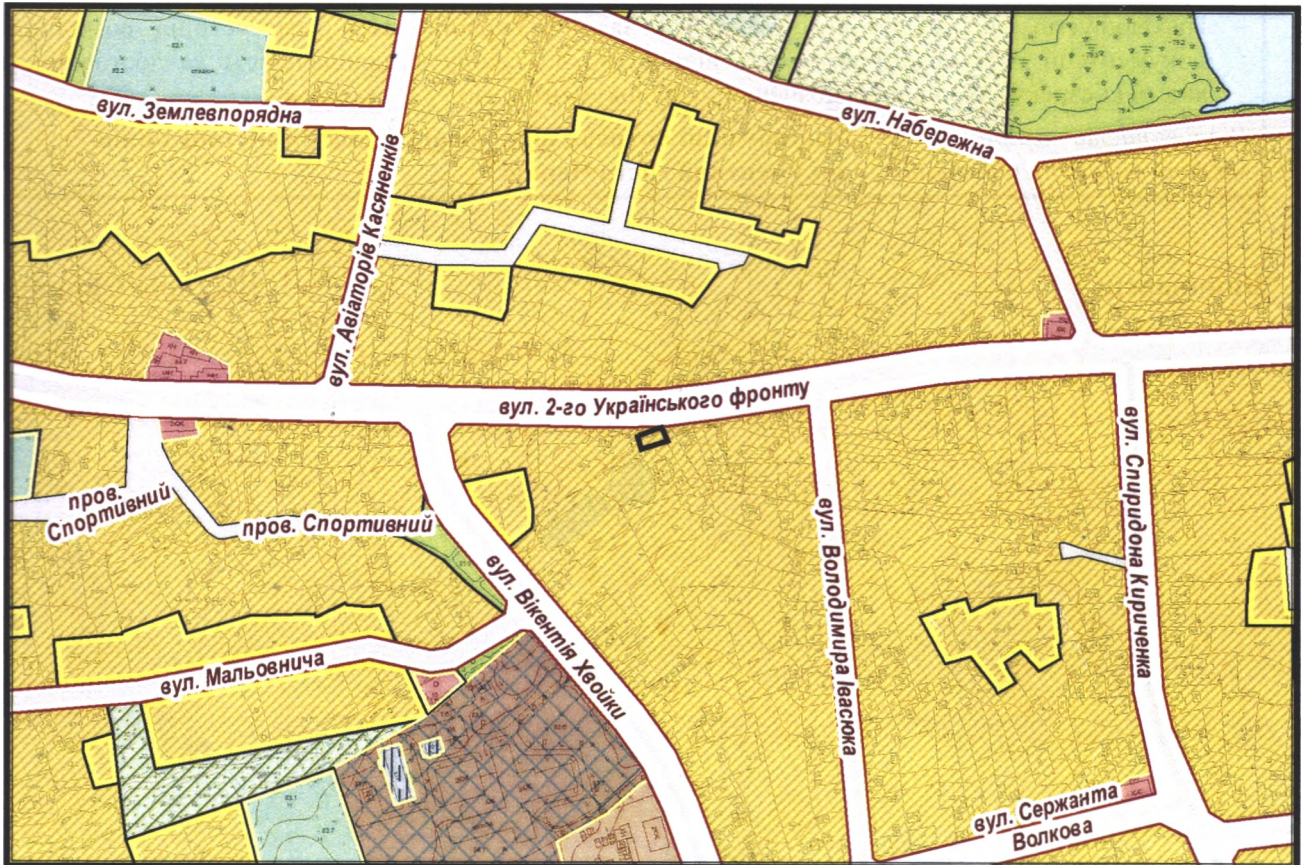 стадіон
вул. Землевпорядна
вул. Набережна
вул. Авіаторів Касяненків
вул. 2-го Українського фронту
пров.
Спортивний
пров. Спортивний
вул. Вікентія Хвойки
вул. Володимира Івасюка
вул. Спиридона Кириченка
вул. Мальовнича
вул. Сержанта
Волкова